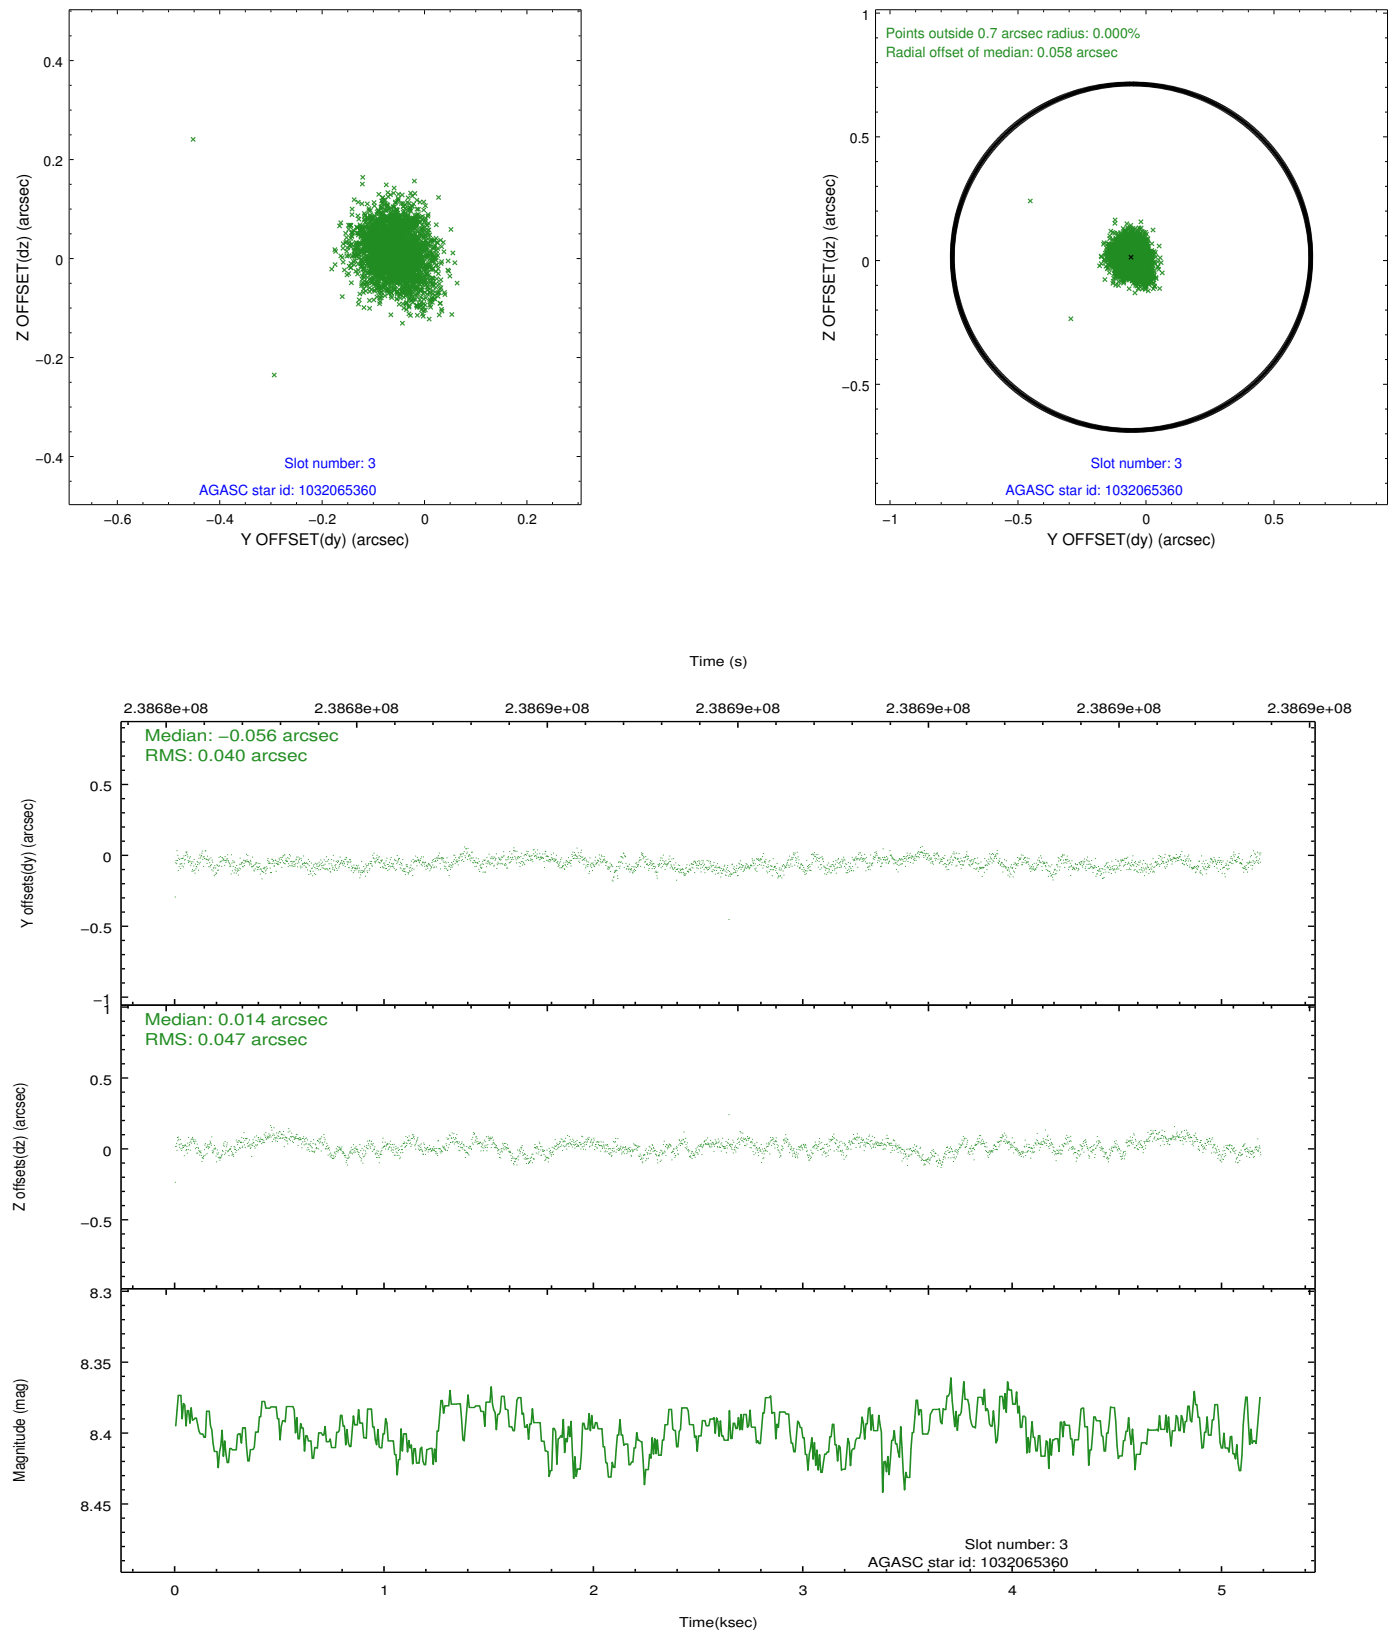 0.4
0.2
0
−0.2
−0.4
Z OFFSET(dz) (arcsec)
Slot number: 3
AGASC star id: 1032065360
−0.6
−0.4
−0.2
0
0.2
Y OFFSET(dy) (arcsec)
Points outside 0.7 arcsec radius: 0.000%
Radial offset of median: 0.058 arcsec
1
0.5
0
−0.5
Z OFFSET(dz) (arcsec)
Slot number: 3
AGASC star id: 1032065360
−1
−0.5
0
0.5
Y OFFSET(dy) (arcsec)
Time (s)
2.3868e+08
2.3868e+08
2.3869e+08
2.3869e+08
2.3869e+08
2.3869e+08
2.3869e+08
Median: −0.056 arcsec
RMS: 0.040 arcsec
0.5
0
−0.5
−1
Y offsets(dy) (arcsec)
Median: 0.014 arcsec
RMS: 0.047 arcsec
1
0.5
0
−0.5
Z offsets(dz) (arcsec)
8.3
8.35
8.4
8.45
Magnitude (mag)
Slot number: 3
AGASC star id: 1032065360
0
1
2
3
4
5
Time(ksec)